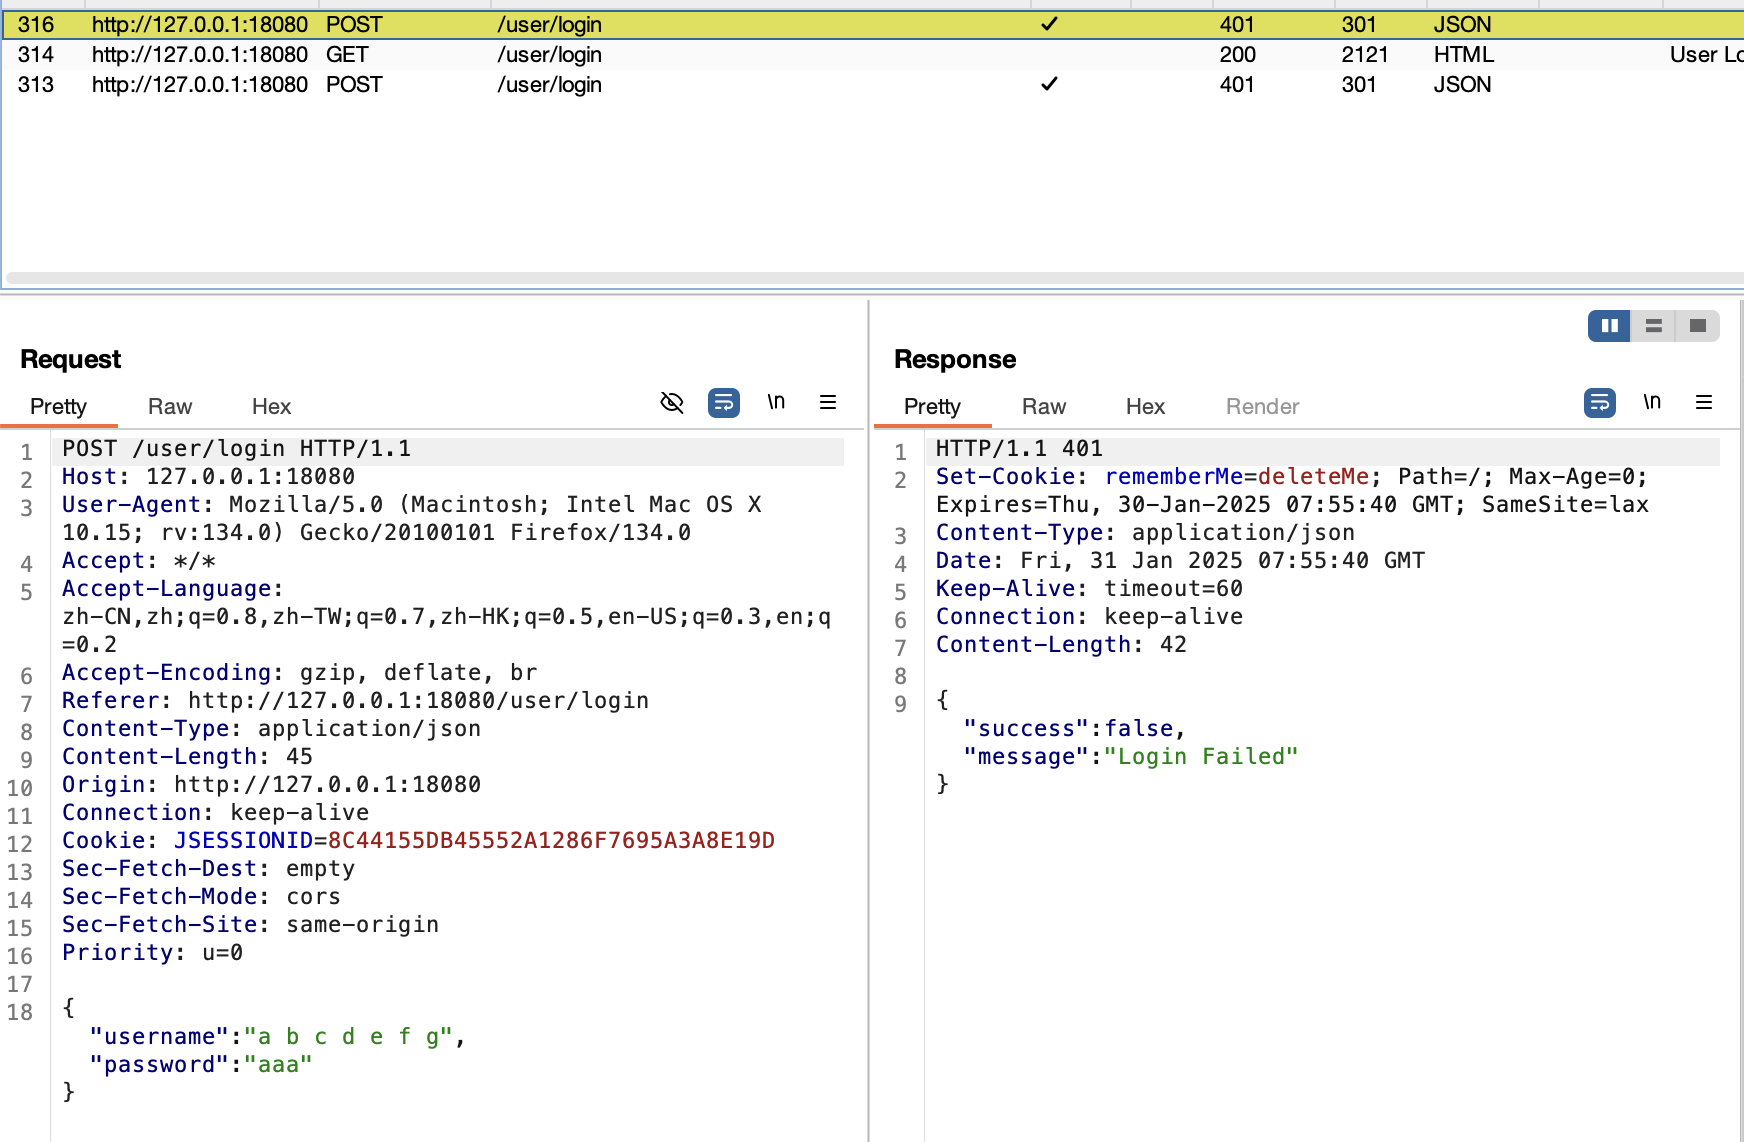 316 http://127.0.0.1:18080 POST /user/login ✓ 401 301 JSON
314 http://127.0.0.1:18080 GET /user/login 200 2121 HTML User Lo
313 http://127.0.0.1:18080 POST /user/login ✓ 401 301 JSON
Request
Pretty Raw Hex \n
1 POST /user/login HTTP/1.1
2 Host: 127.0.0.1:18080
3 User-Agent: Mozilla/5.0 (Macintosh; Intel Mac OS X
10.15; rv:134.0) Gecko/20100101 Firefox/134.0
4 Accept: */*
5 Accept-Language:
zh-CN,zh;q=0.8,zh-TW;q=0.7,zh-HK;q=0.5,en-US;q=0.3,en;q
=0.2
6 Accept-Encoding: gzip, deflate, br
7 Referer: http://127.0.0.1:18080/user/login
8 Content-Type: application/json
9 Content-Length: 45
10 Origin: http://127.0.0.1:18080
11 Connection: keep-alive
12 Cookie: JSESSIONID=8C44155DB45552A1286F7695A3A8E19D
13 Sec-Fetch-Dest: empty
14 Sec-Fetch-Mode: cors
15 Sec-Fetch-Site: same-origin
16 Priority: u=0
17
18 {
"username":"a b c d e f g",
"password":"aaa"
}
Response
Pretty Raw Hex Render \n
1 HTTP/1.1 401
2 Set-Cookie: rememberMe=deleteMe; Path=/; Max-Age=0;
Expires=Thu, 30-Jan-2025 07:55:40 GMT; SameSite=lax
3 Content-Type: application/json
4 Date: Fri, 31 Jan 2025 07:55:40 GMT
5 Keep-Alive: timeout=60
6 Connection: keep-alive
7 Content-Length: 42
8
9 {
"success":false,
"message":"Login Failed"
}